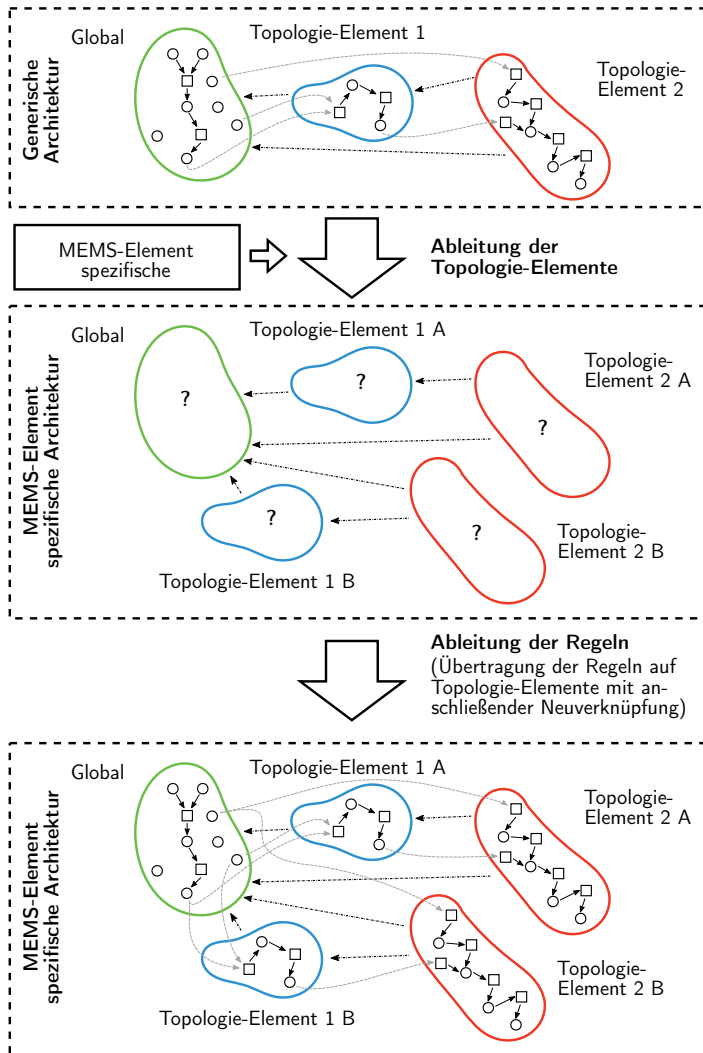 Generische
Architektur
Global
Topologie-Element 1
Topologie-
Element 2
MEMS-Element
spezifische
Ableitung der
Topologie-Elemente
MEMS-Element
spezifische Architektur
Global
Topologie-Element 1 A
Topologie-
Element 2 A
?
?
?
?
?
Topologie-
Element 2 B
Topologie-Element 1 B
Ableitung der Regeln
(Übertragung der Regeln auf
Topologie-Elemente mit an-
schließender Neuverknüpfung)
MEMS-Element
spezifische Architektur
Global
Topologie-Element 1 A
Topologie-
Element 2 A
Topologie-
Element 2 B
Topologie-Element 1 B